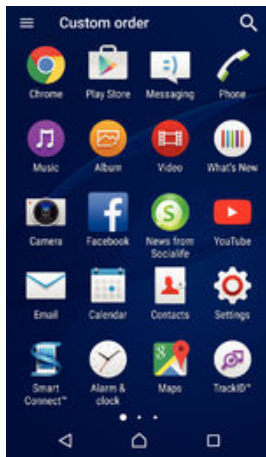 Custom order
Chrome Play Store Messaging Phone
Music Album Video What's New
Camera Facebook News from Socialife YouTube
Email Calendar Contacts Settings
Smart Connect™ Alarm & clock Maps TrackID™